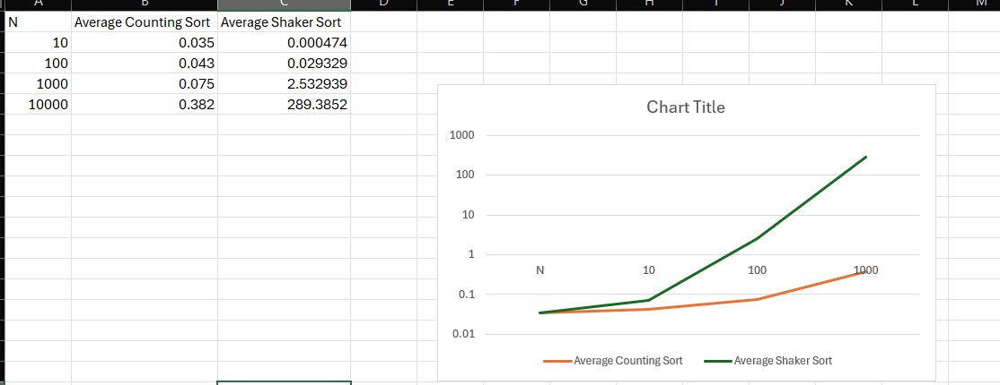 A B C D E F G H I J K L M
N Average Counting Sort Average Shaker Sort
10 0.035 0.000474
100 0.043 0.029329
1000 0.075 2.532939
10000 0.382 289.3852
Chart Title
1000
100
10
1
N 10 100 1000
0.1
0.01
Average Counting Sort Average Shaker Sort